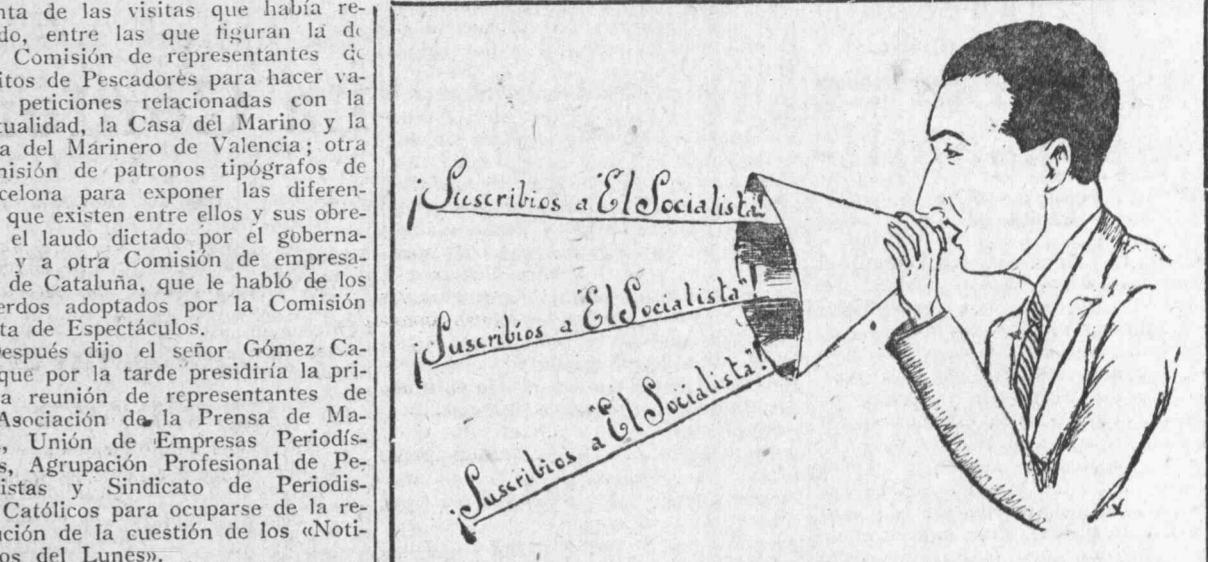 nta de las visitas que había re-
do, entre las que figuran la de
Comisión de representantes de
itos de Pescadores para hacer va-
peticiones relacionadas con la
tualidad, la Casa del Marino y la
a del Marinero de Valencia; otra
misión de patronos tipógrafos de
rcelona para exponer las diferen-
que existen entre ellos y sus obre-
el laudo dictado por el goberna-
y a otra Comisión de empresa-
de Cataluña, que le habló de los
erdos adoptados por la Comisión
ta de Espectáculos.
Después dijo el señor Gómez Ca-
que por la tarde presidiría la pri-
a reunión de representantes de
Asociación de la Prensa de Ma-
, Unión de Empresas Periodís-
s, Agrupación Profesional de Pe-
istas y Sindicato de Periodis-
Católicos para ocuparse de la re-
ución de la cuestión de los «Noti-
os del Lunes».
¡Suscribios a "El Socialista"!
¡Suscribios a "El Socialista"!
¡Suscribios a "El Socialista"!